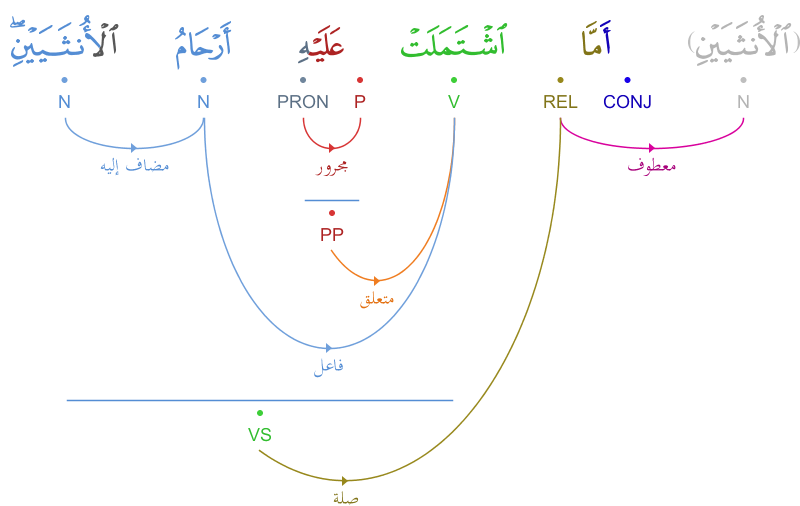 (ٱلْأُنثَيَيْنِ) أَمَّا ٱشْتَمَلَتْ عَلَيْهِ أَرْحَامُ ٱلْأُنثَيَيْنِ ۖ
N CONJ REL V P PRON N N
معطوف مجرور مضاف إليه
PP
متعلق
فاعل
VS
صلة